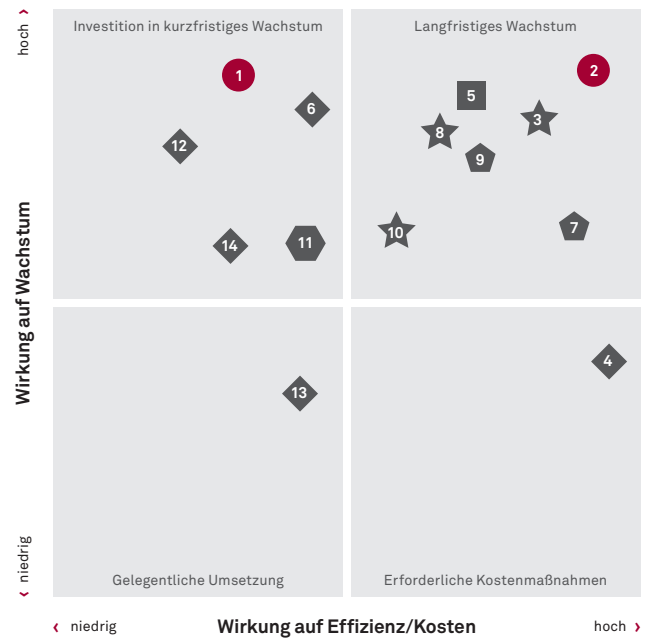 hoch
Investition in kurzfristiges Wachstum
Langfristiges Wachstum
1
2
5
6
3
8
12
9
7
10
14
11
Wirkung auf Wachstum
4
13
niedrig
Gelegentliche Umsetzung
Erforderliche Kostenmaßnahmen
niedrig
Wirkung auf Effizienz/Kosten
hoch